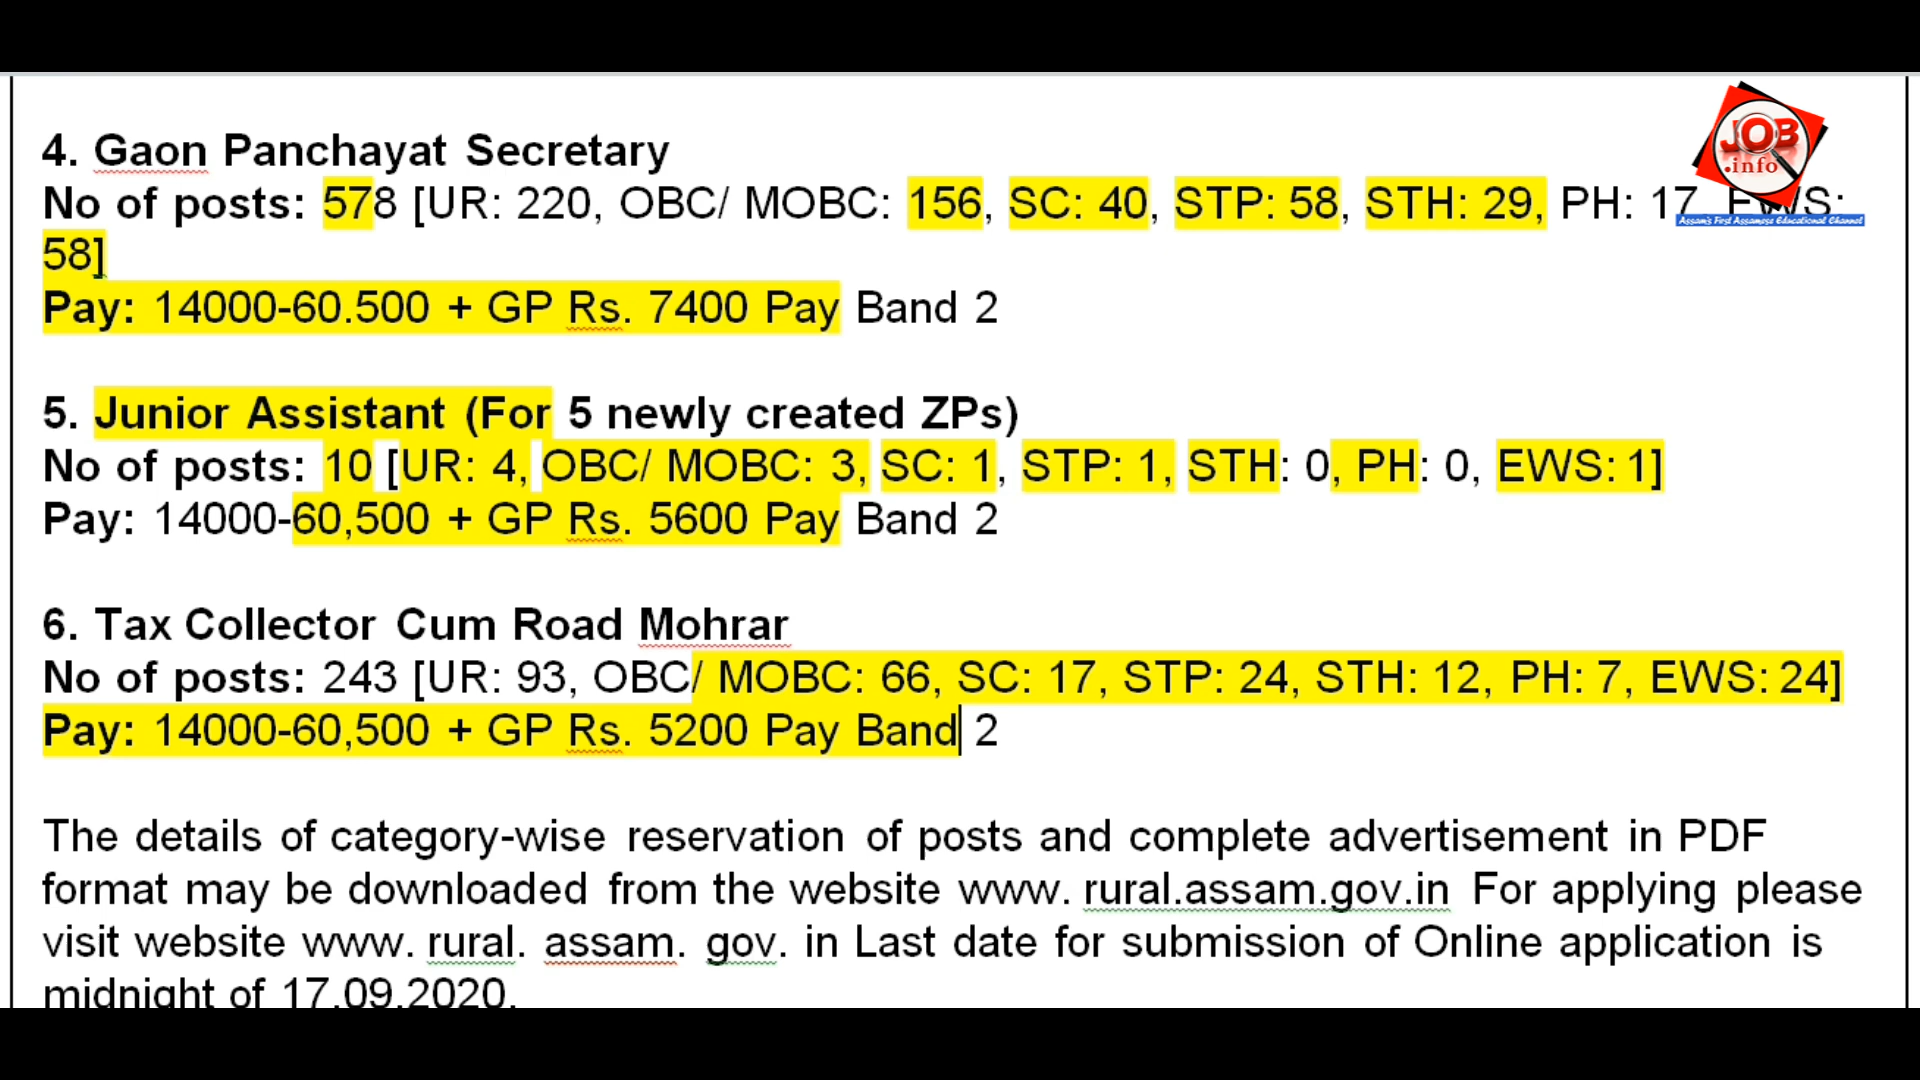 4. Gaon Panchayat Secretary
No of posts: 578 [UR: 220, OBC/ MOBC: 156, SC: 40, STP: 58, STH: 29, PH: 17, EWS:
58]
Pay: 14000-60.500 + GP Rs. 7400 Pay Band 2
5. Junior Assistant (For 5 newly created ZPs)
No of posts: 10 [UR: 4, OBC/ MOBC: 3, SC: 1, STP: 1, STH: 0, PH: 0, EWS: 1]
Pay: 14000-60,500 + GP Rs. 5600 Pay Band 2
6. Tax Collector Cum Road Mohrar
No of posts: 243 [UR: 93, OBC/ MOBC: 66, SC: 17, STP: 24, STH: 12, PH: 7, EWS: 24]
Pay: 14000-60,500 + GP Rs. 5200 Pay Band 2
The details of category-wise reservation of posts and complete advertisement in PDF
format may be downloaded from the website www. rural.assam.gov.in For applying please
visit website www. rural. assam. gov. in Last date for submission of Online application is
midnight of 17.09.2020.
JOB
.info
Assam's First Assamese Educational Channel